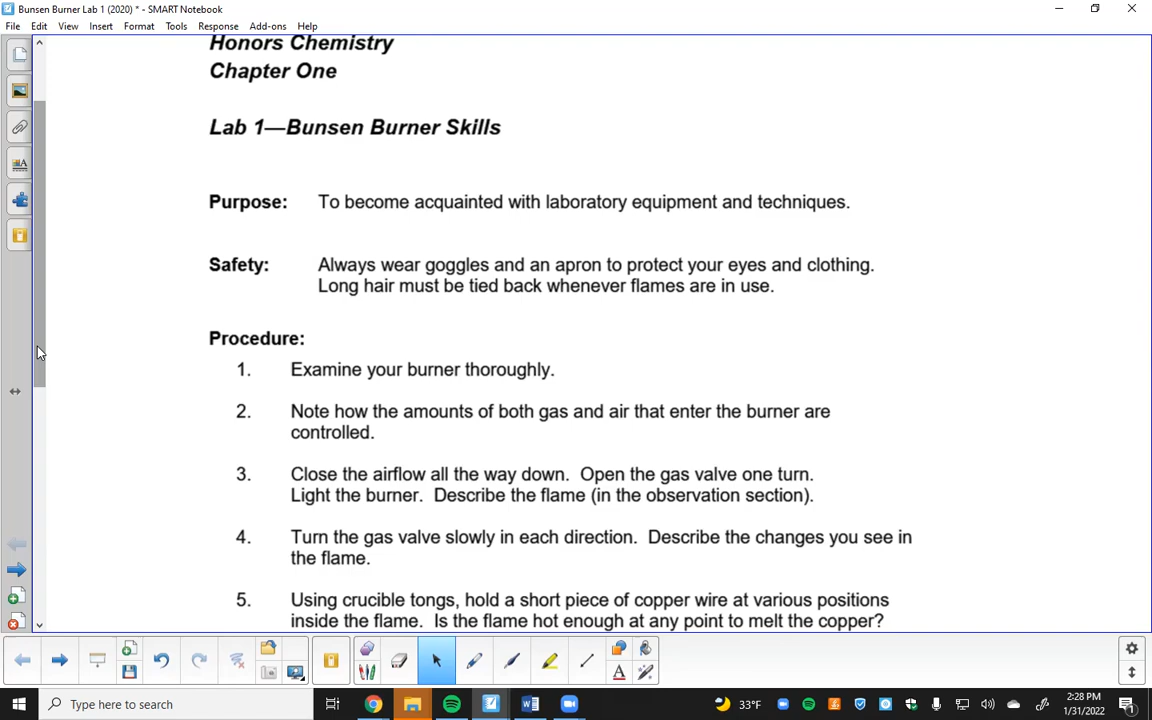 Bunsen Burner Lab 1 (2020) * - SMART Notebook
File Edit View Insert Format Tools Response Add-ons Help
Honors Chemistry
Chapter One
Lab 1—Bunsen Burner Skills
Purpose: To become acquainted with laboratory equipment and techniques.
Safety: Always wear goggles and an apron to protect your eyes and clothing.
Long hair must be tied back whenever flames are in use.
Procedure:
1. Examine your burner thoroughly.
2. Note how the amounts of both gas and air that enter the burner are
controlled.
3. Close the airflow all the way down. Open the gas valve one turn.
Light the burner. Describe the flame (in the observation section).
4. Turn the gas valve slowly in each direction. Describe the changes you see in
the flame.
5. Using crucible tongs, hold a short piece of copper wire at various positions
inside the flame. Is the flame hot enough at any point to melt the copper?
Type here to search
33°F
2:28 PM
1/31/2022